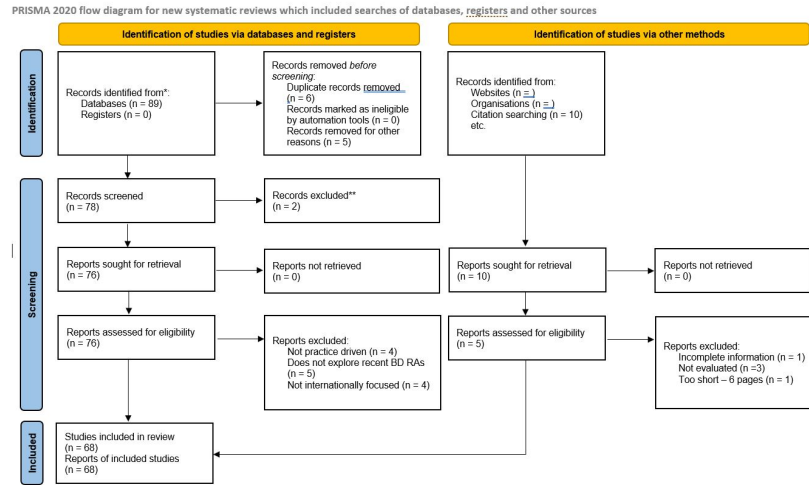 PRISMA 2020 flow diagram for new systematic reviews which included searches of databases, registers and other sources
Identification of studies via databases and registers
Identification of studies via other methods
Identification
Records identified from*:
Databases (n = 89)
Registers (n = 0)
Records removed before
screening:
Duplicate records removed
(n = 6)
Records marked as ineligible
by automation tools (n = 0)
Records removed for other
reasons (n = 5)
Records identified from:
Websites (n = )
Organisations (n = )
Citation searching (n = 10)
etc.
Screening
Records screened
(n = 78)
Records excluded**
(n = 2)
Reports sought for retrieval
(n = 76)
Reports not retrieved
(n = 0)
Reports sought for retrieval
(n = 10)
Reports not retrieved
(n = 0)
Reports assessed for eligibility
(n = 76)
Reports excluded:
Not practice driven (n = 4)
Does not explore recent BD RAs
(n = 5)
Not internationally focused (n = 4)
Reports assessed for eligibility
(n = 5)
Reports excluded:
Incomplete information (n = 1)
Not evaluated (n =3)
Too short – 6 pages (n = 1)
Included
Studies included in review
(n = 68)
Reports of included studies
(n = 68)